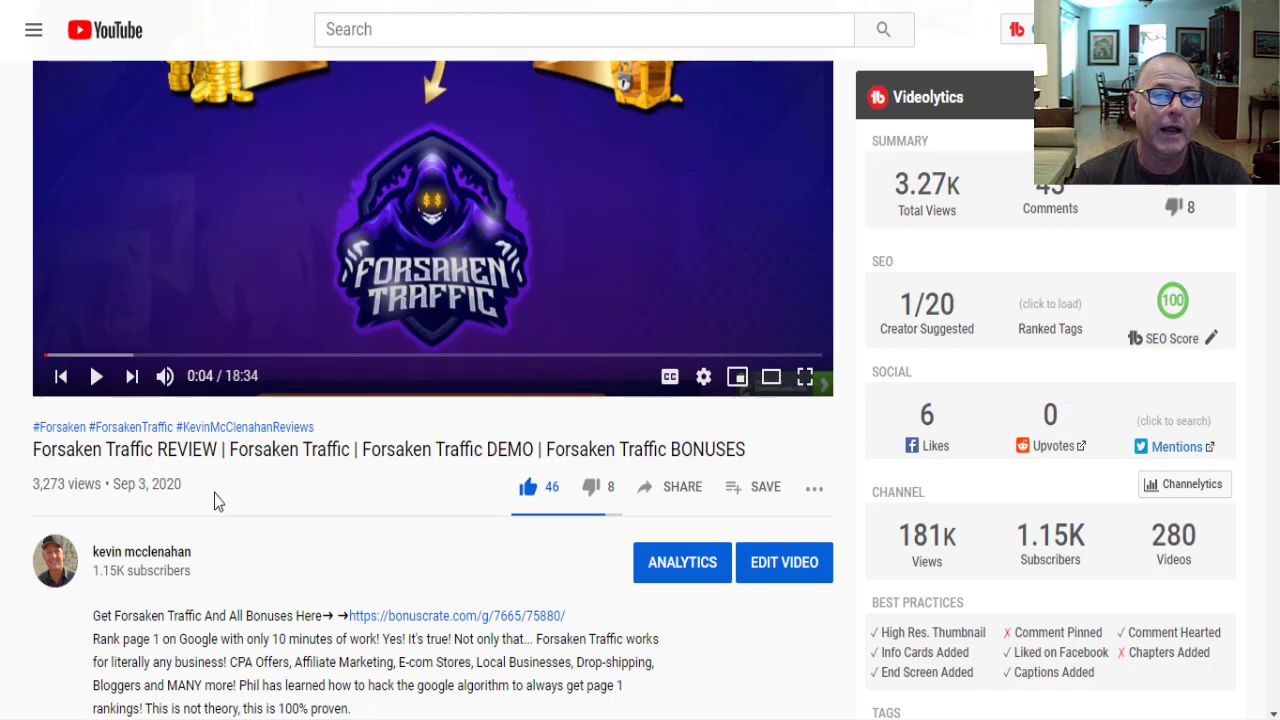 YouTube
Search
FORSAKEN
TRAFFIC
0:04 / 18:34
CC
#Forsaken #ForsakenTraffic #KevinMcClenahanReviews
Forsaken Traffic REVIEW | Forsaken Traffic | Forsaken Traffic DEMO | Forsaken Traffic BONUSES
3,273 views • Sep 3, 2020
46
8
SHARE
SAVE
kevin mcclenahan
1.15K subscribers
ANALYTICS
EDIT VIDEO
Get Forsaken Traffic And All Bonuses Here➔ ➔https://bonuscrate.com/g/7665/75880/
Rank page 1 on Google with only 10 minutes of work! Yes! It's true! Not only that... Forsaken Traffic works
for literally any business! CPA Offers, Affiliate Marketing, E-com Stores, Local Businesses, Drop-shipping,
Bloggers and MANY more! Phil has learned how to hack the google algorithm to always get page 1
rankings! This is not theory, this is 100% proven.
tb
tb Videolytics
SUMMARY
3.27K
Total Views
Comments
8
SEO
1/20
Creator Suggested
(click to load)
Ranked Tags
100
tb SEO Score
SOCIAL
6
Likes
0
Upvotes
(click to search)
Mentions
CHANNEL
Channelytics
181K
Views
1.15K
Subscribers
280
Videos
BEST PRACTICES
✓ High Res. Thumbnail ✗ Comment Pinned ✓ Comment Hearted
✓ Info Cards Added ✓ Liked on Facebook ✗ Chapters Added
✓ End Screen Added ✓ Captions Added
TAGS